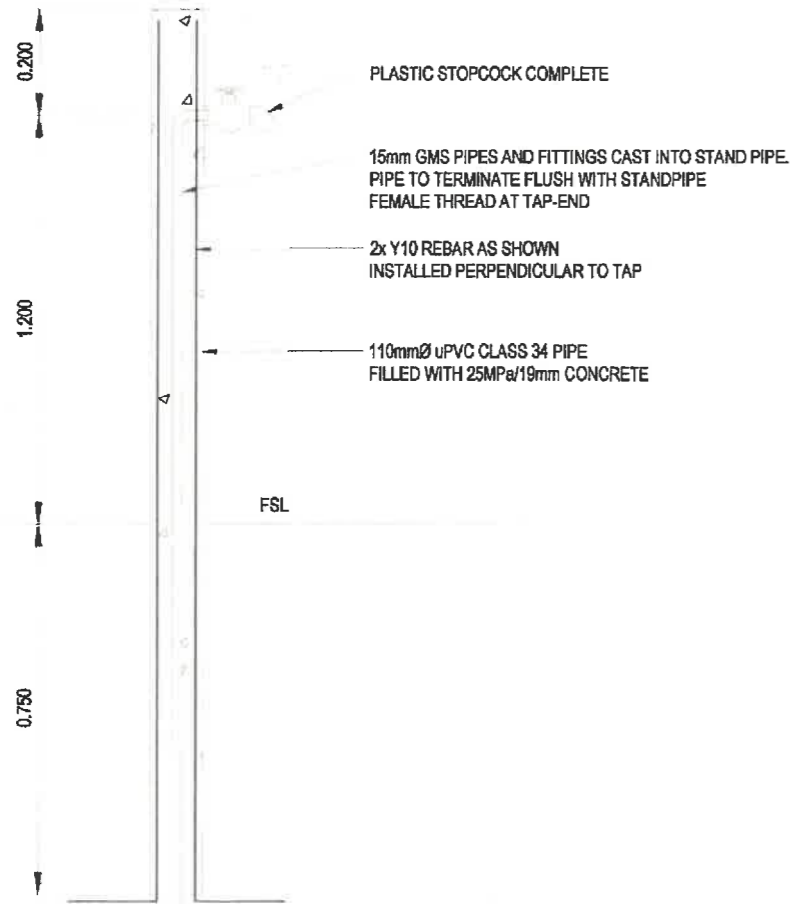 0.200
PLASTIC STOPCOCK COMPLETE
15mm GMS PIPES AND FITTINGS CAST INTO STAND PIPE.
PIPE TO TERMINATE FLUSH WITH STANDPIPE
FEMALE THREAD AT TAP-END
2x Y10 REBAR AS SHOWN
INSTALLED PERPENDICULAR TO TAP
1.200
110mmØ uPVC CLASS 34 PIPE
FILLED WITH 25MPa/19mm CONCRETE
FSL
0.750